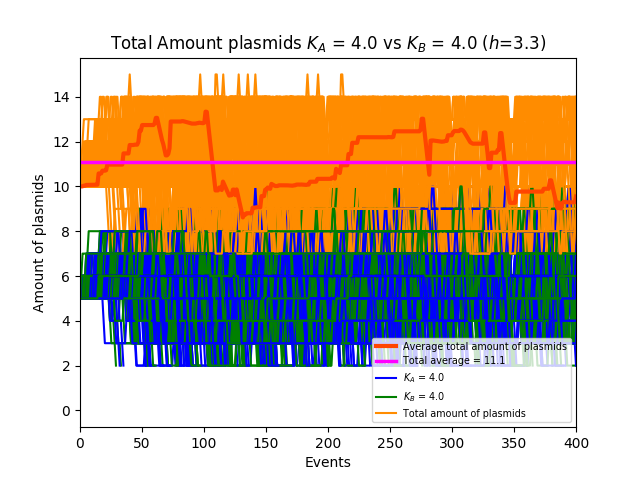 Total Amount plasmids K_A = 4.0 vs K_B = 4.0 (h=3.3)
Amount of plasmids
14
12
10
8
6
4
2
0
Average total amount of plasmids
Total average = 11.1
K_A = 4.0
K_B = 4.0
Total amount of plasmids
0 50 100 150 200 250 300 350 400
Events